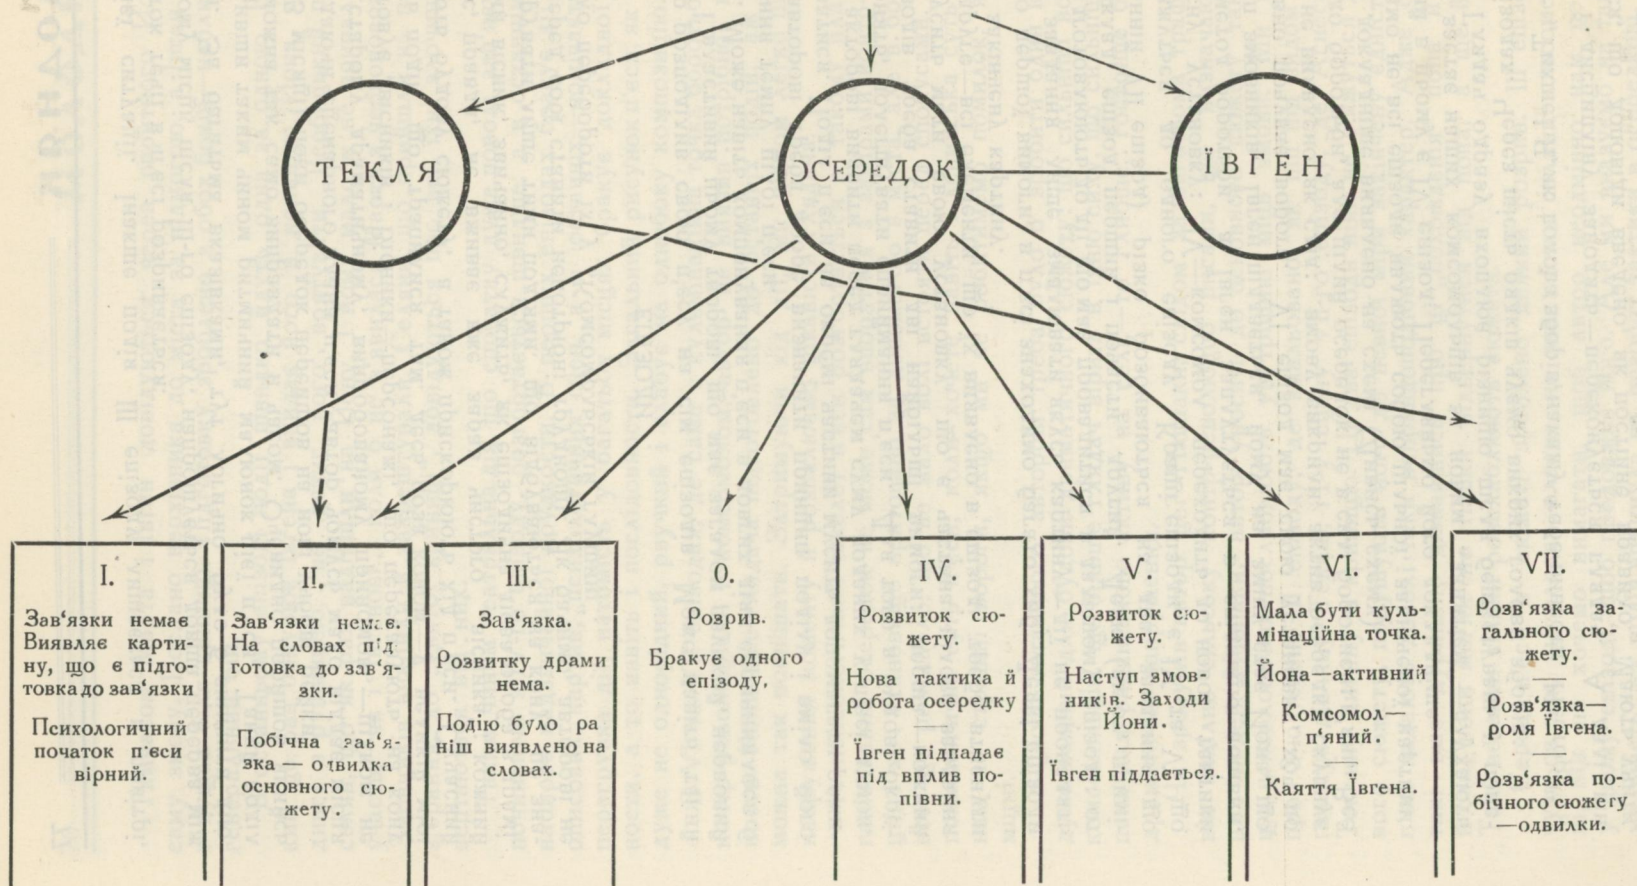 ТЕКЛЯ
ОСЕРЕДОК
ЇВГЕН
I.
Зав‘язки немає
Виявляє карти-
ну, що є підго-
товка до зав‘язки
Психологичний
початок п‘єси
вірний.
II.
Зав‘язки немає.
На словах під
готовка до зав‘я-
зки.
Побічна зав‘я-
зка — одвилка
основного сю-
жету.
III.
Зав‘язка.
Розвитку драми
нема.
Подію було ра
ніш виявлено на
словах.
0.
Розрив.
Бракує одного
епізоду.
IV.
Розвиток сю-
жету.
Нова тактика й
робота осередку
Ївген підпадає
під вплив по-
півни.
V.
Розвиток сю-
жету.
Наступ змов-
ників. Заходи
Йони.
Ївген піддається.
VI.
Мала бути куль-
мінаційна точка.
Йона—активний
Комсомол—
п‘яний.
Каяття Ївгена.
VII.
Розв‘язка за-
гального сю-
жету.
Розв‘язка—
роля Ївгена.
Розв‘язка по-
бічного сюжету
—одвилки.